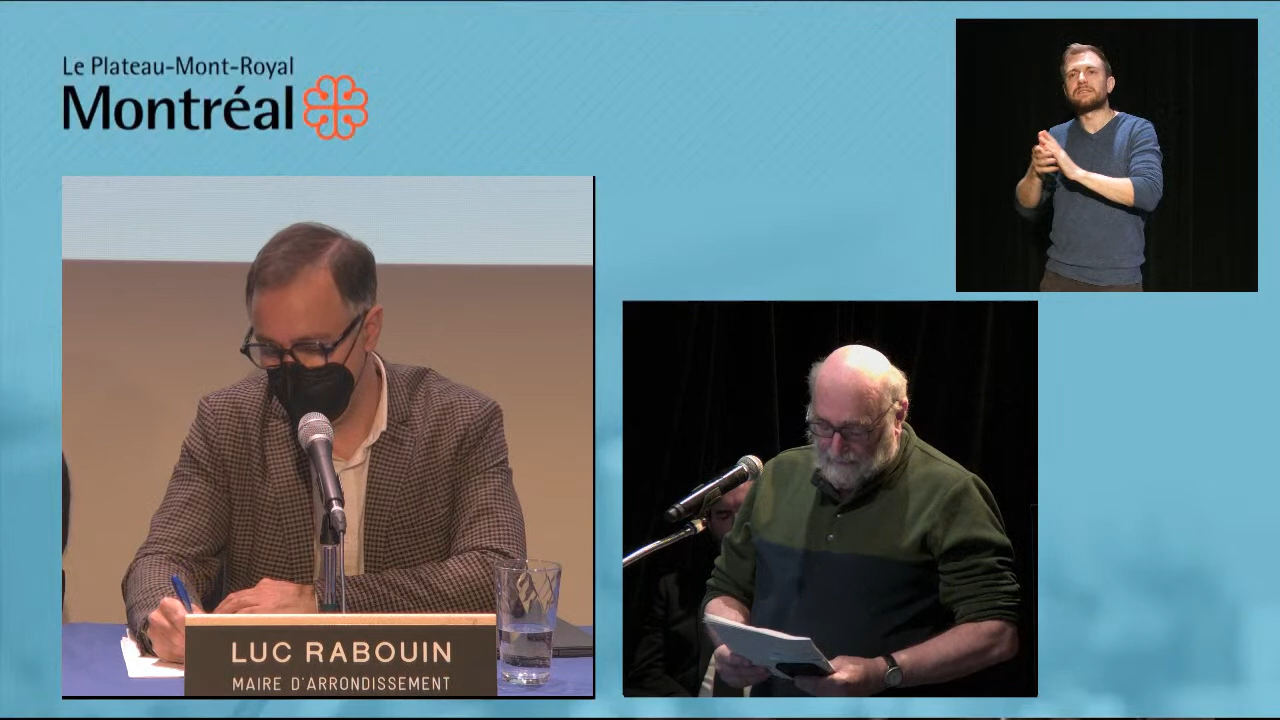 Le Plateau-Mont-Royal
Montréal
LUC RABOUIN
MAIRE D'ARRONDISSEMENT